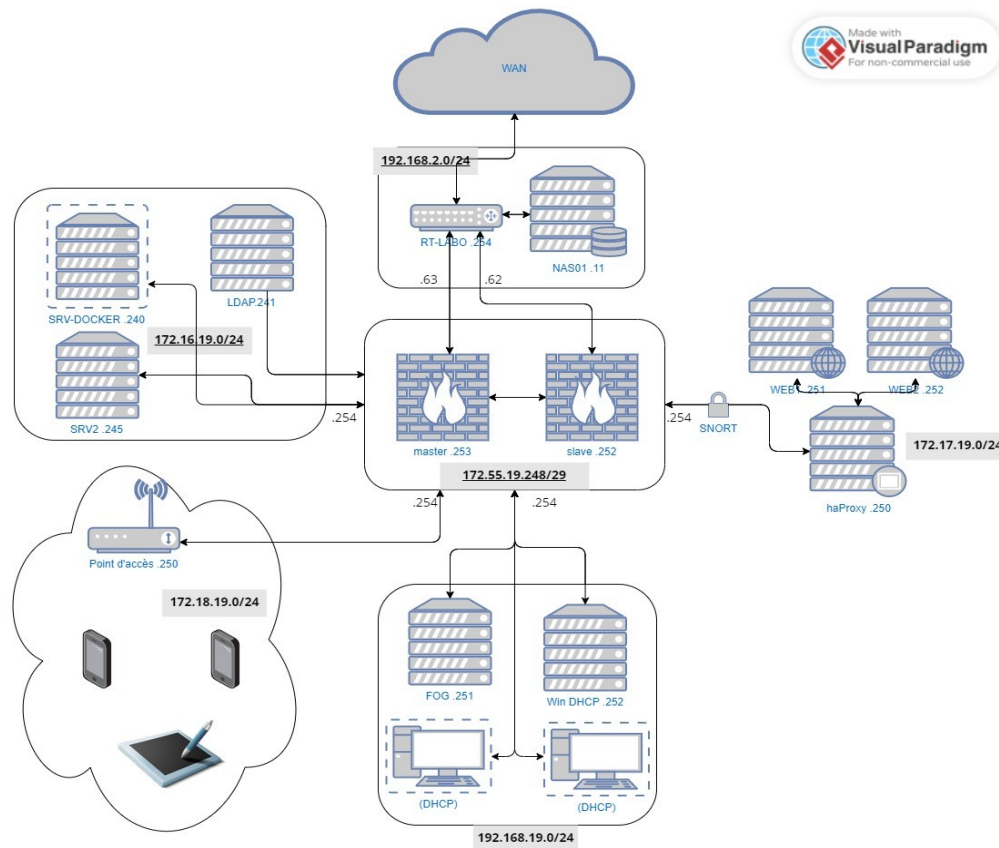 Made with
Visual Paradigm
For non-commercial use
WAN
192.168.2.0/24
RT-LABO .254
NAS01 .11
.63
.62
SRV-DOCKER .240
LDAP.241
172.16.19.0/24
SRV2 .245
.254
master .253
slave .252
172.55.19.248/29
.254
SNORT
WEB1 .251
WEB2 .252
172.17.19.0/24
haProxy .250
.254
.254
Point d'accès .250
172.18.19.0/24
FOG .251
Win DHCP .252
(DHCP)
(DHCP)
192.168.19.0/24